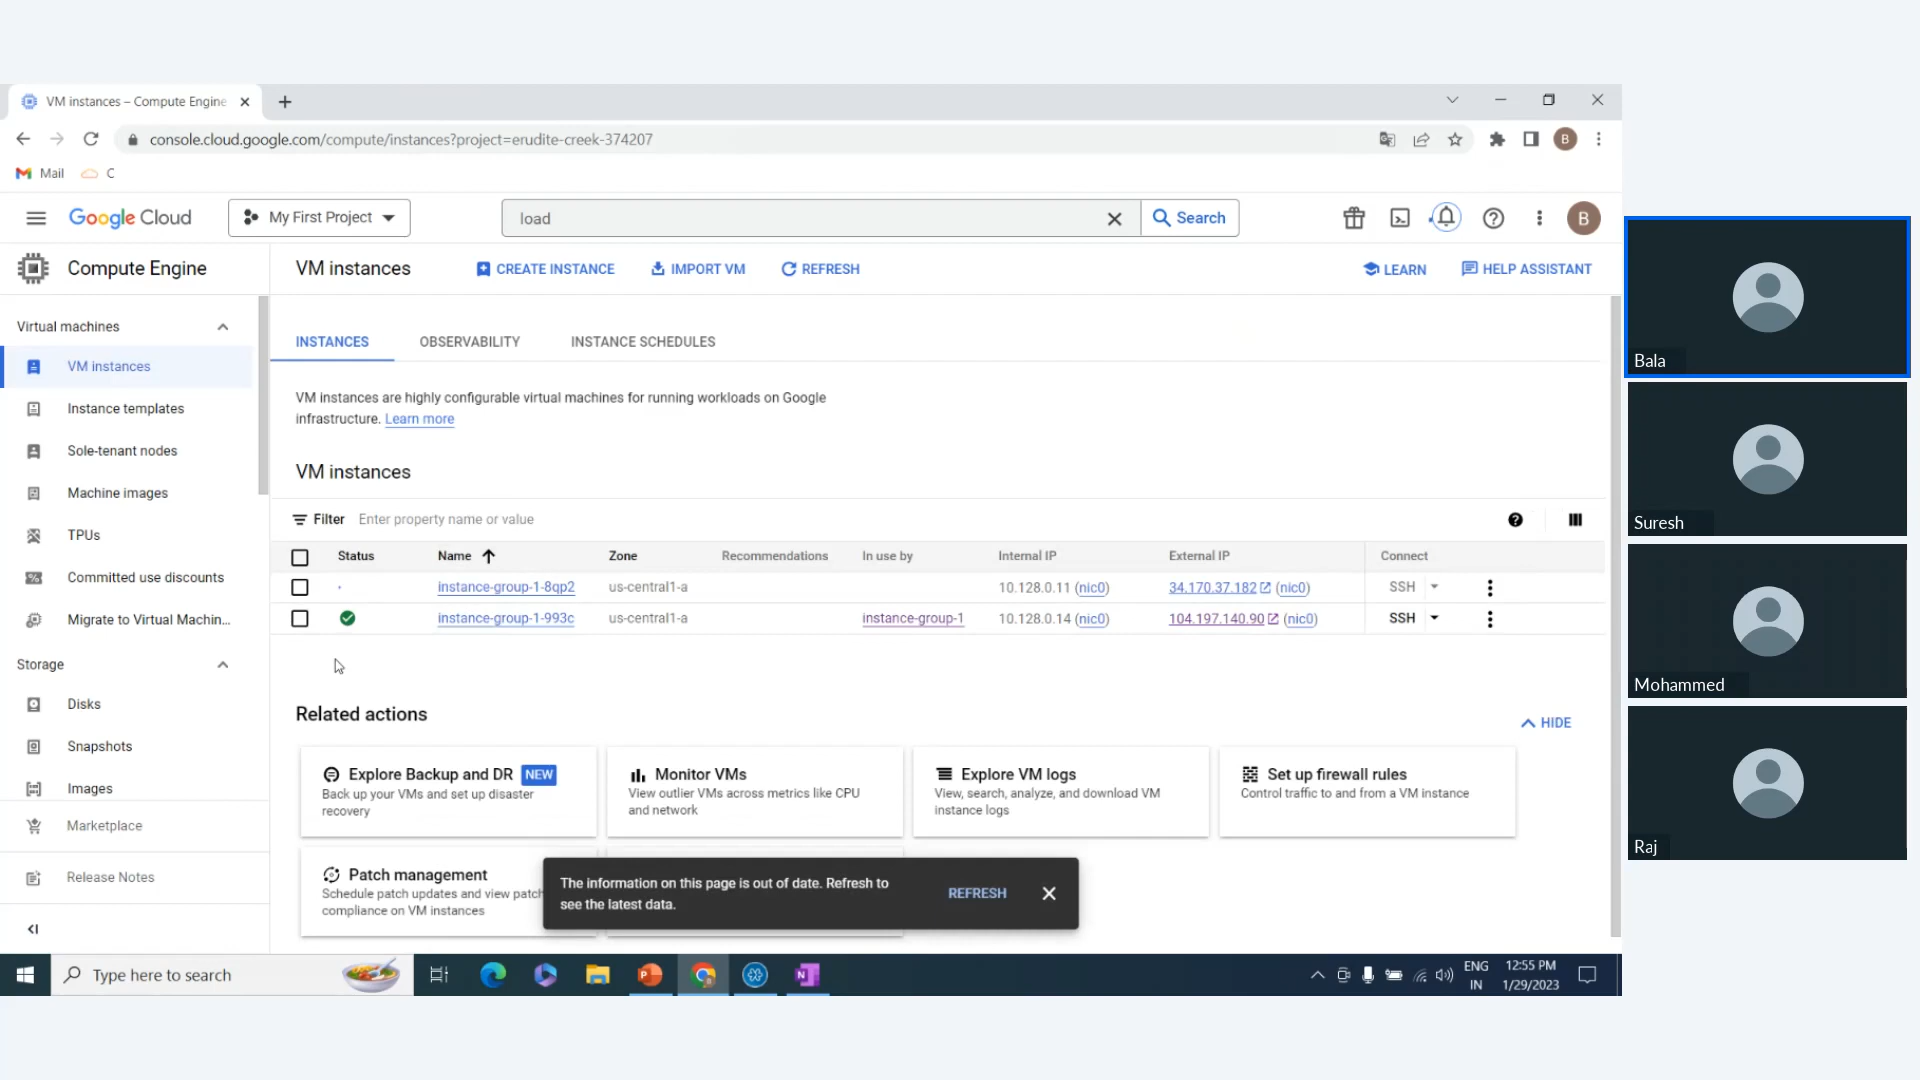 VM instances – Compute Engine
console.cloud.google.com/compute/instances?project=erudite-creek-374207
B
Mail
C
Google Cloud
My First Project
load
Search
B
Compute Engine
VM instances
CREATE INSTANCE
IMPORT VM
REFRESH
LEARN
HELP ASSISTANT
Virtual machines
VM instances
Instance templates
Sole-tenant nodes
Machine images
TPUs
Committed use discounts
Migrate to Virtual Machin...
Storage
Disks
Snapshots
Images
Marketplace
Release Notes
INSTANCES
OBSERVABILITY
INSTANCE SCHEDULES
VM instances are highly configurable virtual machines for running workloads on Google
infrastructure. Learn more
VM instances
Filter Enter property name or value
Status Name Zone Recommendations In use by Internal IP External IP Connect
instance-group-1-8qp2 us-central1-a 10.128.0.11 (nic0) 34.170.37.182 (nic0) SSH
instance-group-1-993c us-central1-a instance-group-1 10.128.0.14 (nic0) 104.197.140.90 (nic0) SSH
Related actions
HIDE
Explore Backup and DR NEW
Back up your VMs and set up disaster
recovery
Monitor VMs
View outlier VMs across metrics like CPU
and network
Explore VM logs
View, search, analyze, and download VM
instance logs
Set up firewall rules
Control traffic to and from a VM instance
Patch management
Schedule patch updates and view patch
compliance on VM instances
The information on this page is out of date. Refresh to
see the latest data.
REFRESH
Type here to search
ENG
IN
12:55 PM
1/29/2023
Bala
Suresh
Mohammed
Raj